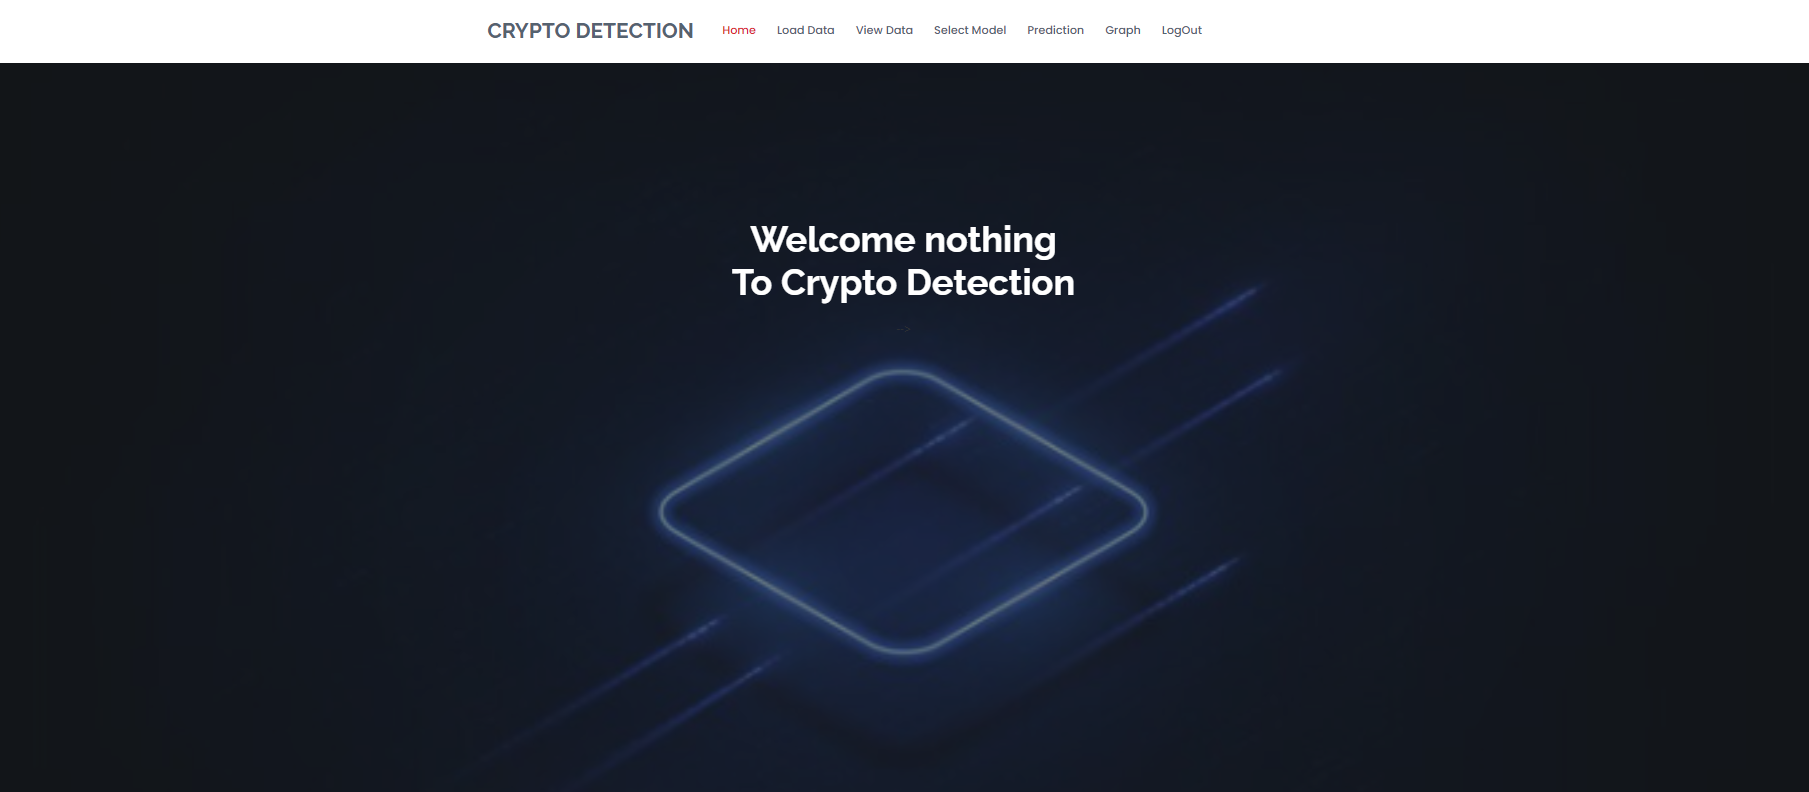 CRYPTO DETECTION Home Load Data View Data Select Model Prediction Graph LogOut
Welcome nothing
To Crypto Detection
-->